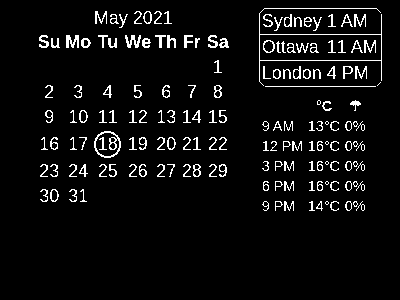 May 2021
Su Mo Tu We Th Fr Sa
1
2 3 4 5 6 7 8
9 10 11 12 13 14 15
16 17 18 19 20 21 22
23 24 25 26 27 28 29
30 31
Sydney 1 AM
Ottawa 11 AM
London 4 PM
°C ☂
9 AM 13°C 0%
12 PM 16°C 0%
3 PM 16°C 0%
6 PM 16°C 0%
9 PM 14°C 0%